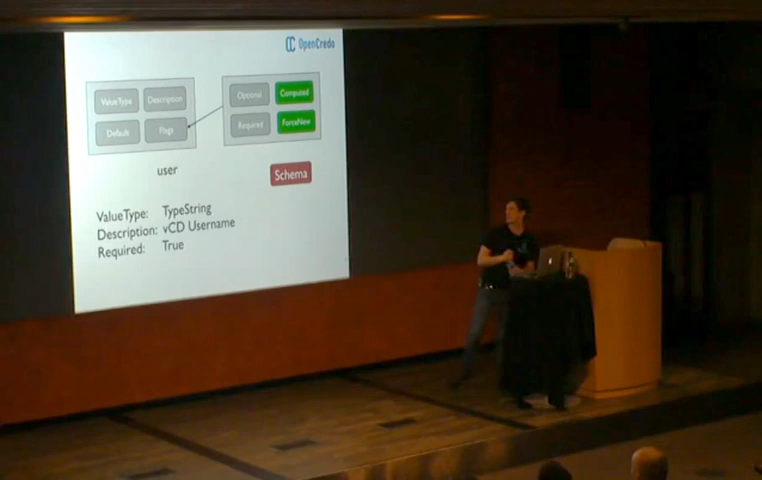 OpenCredo
ValueType
Description
Optional
Computed
Default
Flags
Required
ForceNew
user
Schema
ValueType: TypeString
Description: vCD Username
Required: True